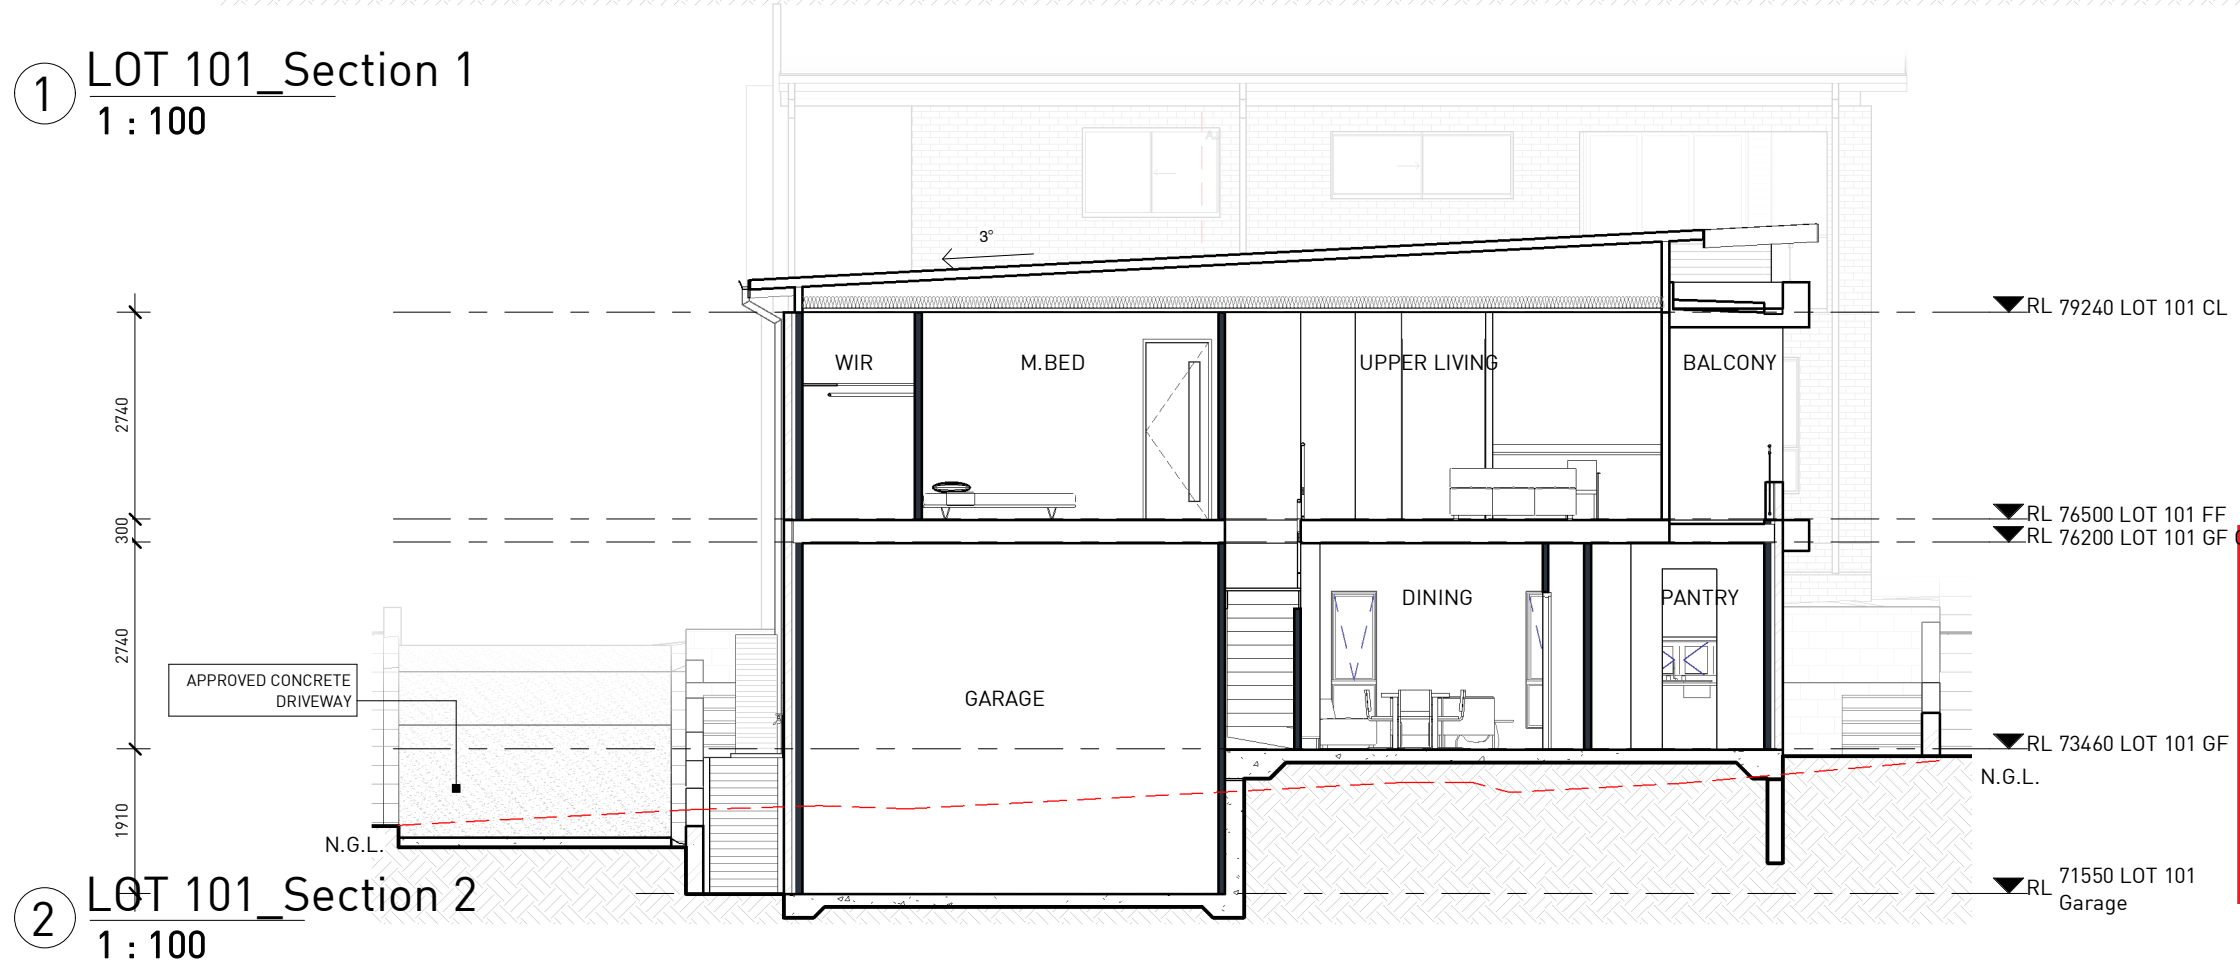 1
LOT 101_Section 1
1 : 100
3°
RL 79240 LOT 101 CL
WIR
M.BED
UPPER LIVING
BALCONY
2740
RL 76500 LOT 101 FF
300
RL 76200 LOT 101 GF
DINING
PANTRY
2740
APPROVED CONCRETE
DRIVEWAY
GARAGE
RL 73460 LOT 101 GF
N.G.L.
1910
N.G.L.
RL 71550 LOT 101
Garage
2
LOT 101_Section 2
1 : 100